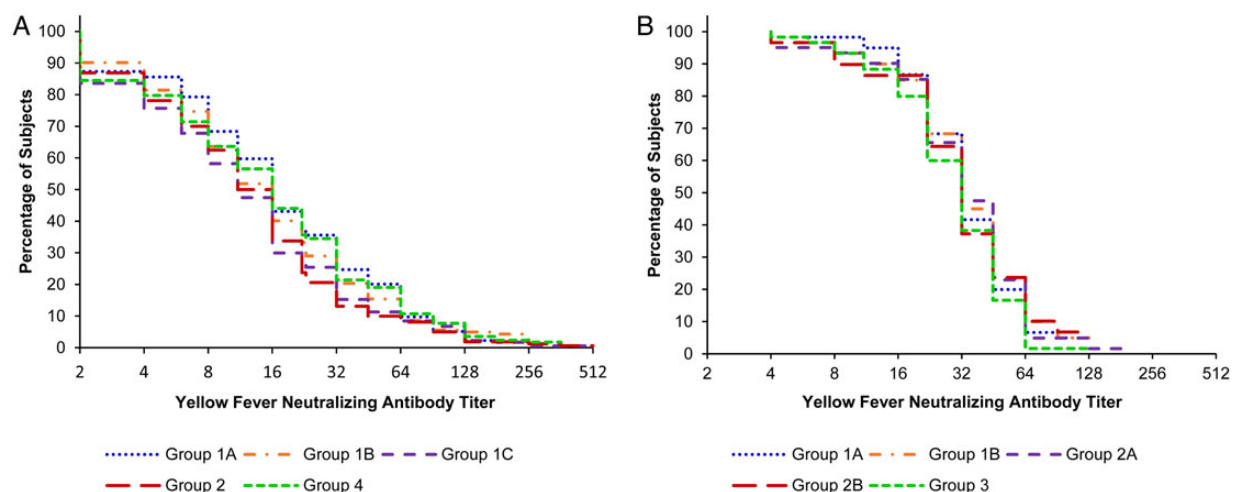 A
Percentage of Subjects
100
90
80
70
60
50
40
30
20
10
0
2 4 8 16 32 64 128 256 512
Yellow Fever Neutralizing Antibody Titer
Group 1A Group 1B Group 1C
Group 2 Group 4
B
Percentage of Subjects
100
90
80
70
60
50
40
30
20
10
0
2 4 8 16 32 64 128 256 512
Yellow Fever Neutralizing Antibody Titer
Group 1A Group 1B Group 2A
Group 2B Group 3